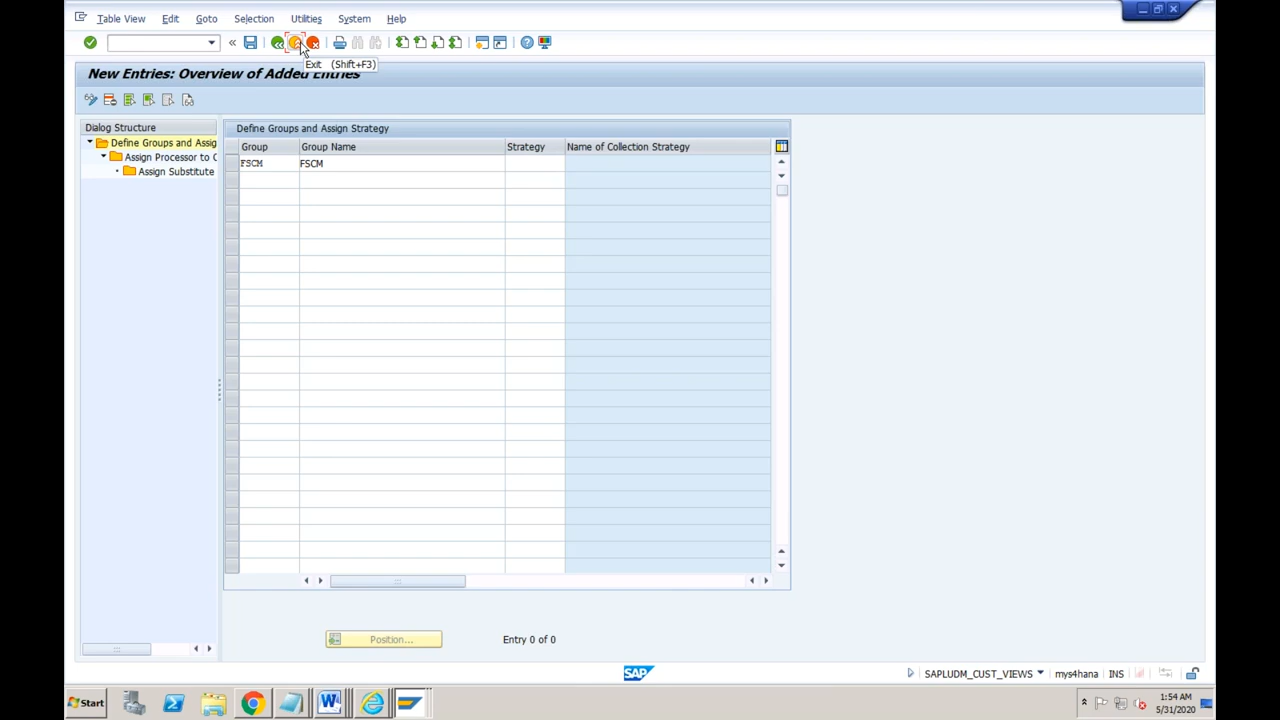 Table View Edit Goto Selection Utilities System Help
Exit (Shift+F3)
New Entries: Overview of Added Entries
Dialog Structure
Define Groups and Assig
Assign Processor to G
Assign Substitute
Define Groups and Assign Strategy
Group Group Name Strategy Name of Collection Strategy
FSCM FSCM
Position... Entry 0 of 0
SAP SAPLUDM_CUST_VIEWS mys4hana INS
Start 1:54 AM
5/31/2020